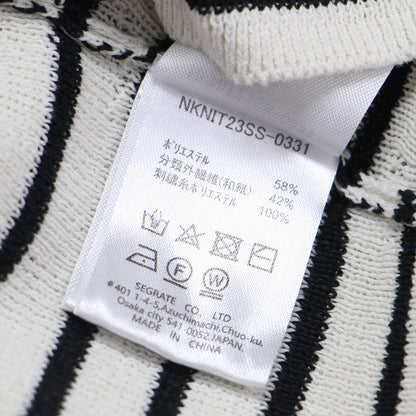 NKNIT23SS-0331
ポリエステル 58%
分類外繊維(和紙) 42%
刺繍糸ポリエステル 100%
F W
SEGRATE CO. LTD
#401 1-4-5,Azuchimachi,Chuo-ku.
Osaka city 541 0052JAPAN.
MADE IN
CHINA